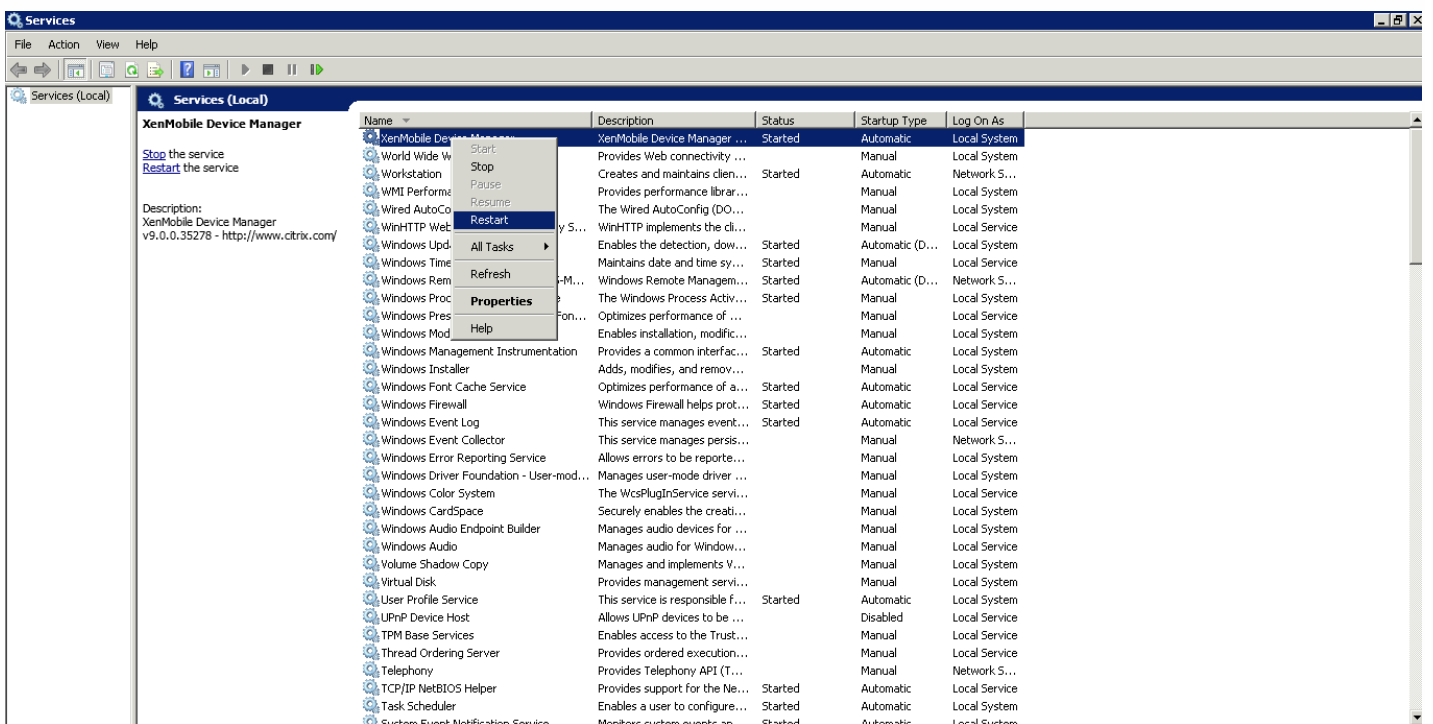 Services
File Action View Help
Services (Local)
Services (Local)
XenMobile Device Manager
Stop the service
Restart the service
Description:
XenMobile Device Manager
v9.0.0.35278 - http://www.citrix.com/
Name Description Status Startup Type Log On As
XenMobile Device Manager XenMobile Device Manager ... Started Automatic Local System
World Wide W Provides Web connectivity ... Manual Local System
Workstation Creates and maintains clien... Started Automatic Network S...
WMI Performa Provides performance librar... Manual Local System
Wired AutoCo The Wired AutoConfig (DO... Manual Local System
WinHTTP Web y S... WinHTTP implements the cli... Manual Local Service
Windows Upd Enables the detection, dow... Started Automatic (D... Local System
Windows Time Maintains date and time sy... Started Manual Local Service
Windows Rem S-M... Windows Remote Managem... Started Automatic (D... Network S...
Windows Proc The Windows Process Activ... Started Manual Local System
Windows Pres Fon... Optimizes performance of ... Manual Local Service
Windows Mod Enables installation, modific... Manual Local System
Windows Management Instrumentation Provides a common interfac... Started Automatic Local System
Windows Installer Adds, modifies, and remov... Manual Local System
Windows Font Cache Service Optimizes performance of a... Started Automatic Local Service
Windows Firewall Windows Firewall helps prot... Started Automatic Local Service
Windows Event Log This service manages event... Started Automatic Local Service
Windows Event Collector This service manages persis... Manual Network S...
Windows Error Reporting Service Allows errors to be reporte... Manual Local System
Windows Driver Foundation - User-mod... Manages user-mode driver ... Manual Local System
Windows Color System The WcsPlugInService servi... Manual Local Service
Windows CardSpace Securely enables the creati... Manual Local System
Windows Audio Endpoint Builder Manages audio devices for ... Manual Local System
Windows Audio Manages audio for Window... Manual Local Service
Volume Shadow Copy Manages and implements V... Manual Local System
Virtual Disk Provides management servi... Manual Local System
User Profile Service This service is responsible f... Started Automatic Local System
UPnP Device Host Allows UPnP devices to be ... Disabled Local Service
TPM Base Services Enables access to the Trust... Manual Local Service
Thread Ordering Server Provides ordered execution... Manual Local Service
Telephony Provides Telephony API (T... Manual Network S...
TCP/IP NetBIOS Helper Provides support for the Ne... Started Automatic Local Service
Task Scheduler Enables a user to configure... Started Automatic Local System
System Event Notification Service Monitors system events an... Started Automatic Local System
Start
Stop
Pause
Resume
Restart
All Tasks
Refresh
Properties
Help